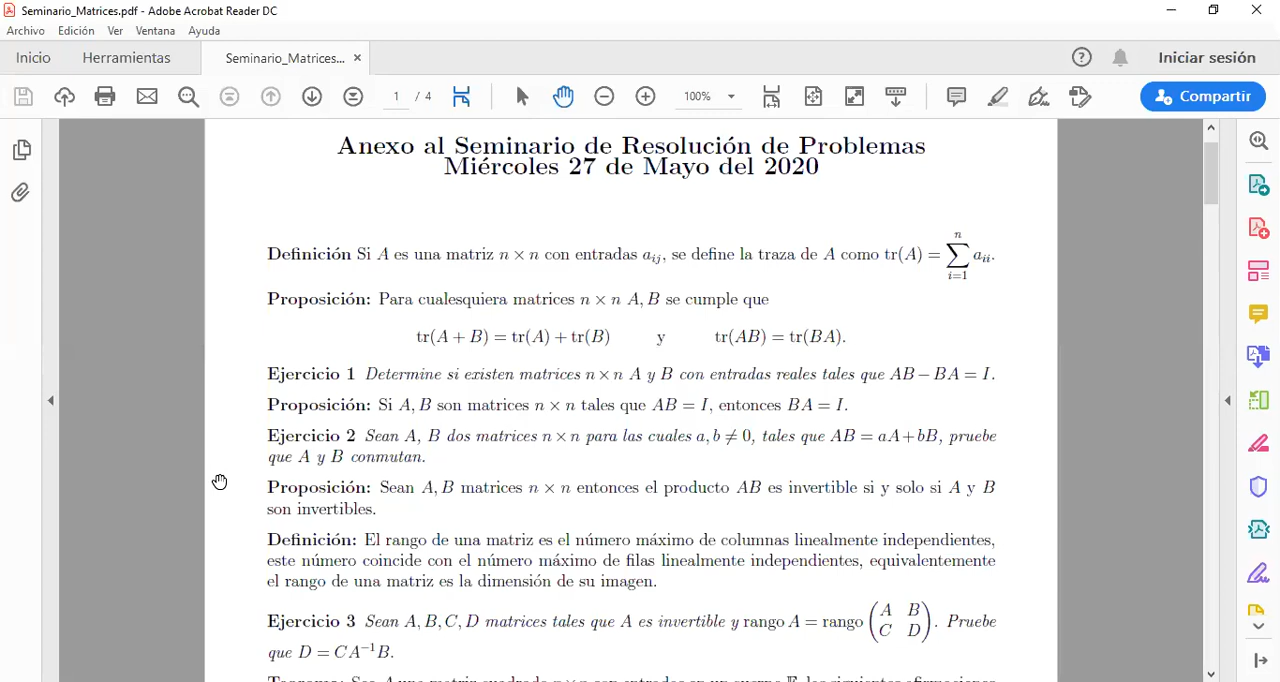 Seminario_Matrices.pdf - Adobe Acrobat Reader DC
Archivo Edición Ver Ventana Ayuda
Inicio Herramientas Seminario_Matrices... × Iniciar sesión
1 / 4 100% Compartir
Anexo al Seminario de Resolución de Problemas
Miércoles 27 de Mayo del 2020
Definición Si A es una matriz n × n con entradas aᵢⱼ, se define la traza de A como tr(A) = ∑ⁿᵢ₌₁ aᵢᵢ.
Proposición: Para cualesquiera matrices n × n A, B se cumple que
tr(A + B) = tr(A) + tr(B) y tr(AB) = tr(BA).
Ejercicio 1 Determine si existen matrices n × n A y B con entradas reales tales que AB − BA = I.
Proposición: Si A, B son matrices n × n tales que AB = I, entonces BA = I.
Ejercicio 2 Sean A, B dos matrices n × n para las cuales a, b ≠ 0, tales que AB = aA + bB, pruebe
que A y B conmutan.
Proposición: Sean A, B matrices n × n entonces el producto AB es invertible si y solo si A y B
son invertibles.
Definición: El rango de una matriz es el número máximo de columnas linealmente independientes,
este número coincide con el número máximo de filas linealmente independientes, equivalentemente
el rango de una matriz es la dimensión de su imagen.
Ejercicio 3 Sean A, B, C, D matrices tales que A es invertible y rango A = rango (A B
C D). Pruebe
que D = CA⁻¹B.